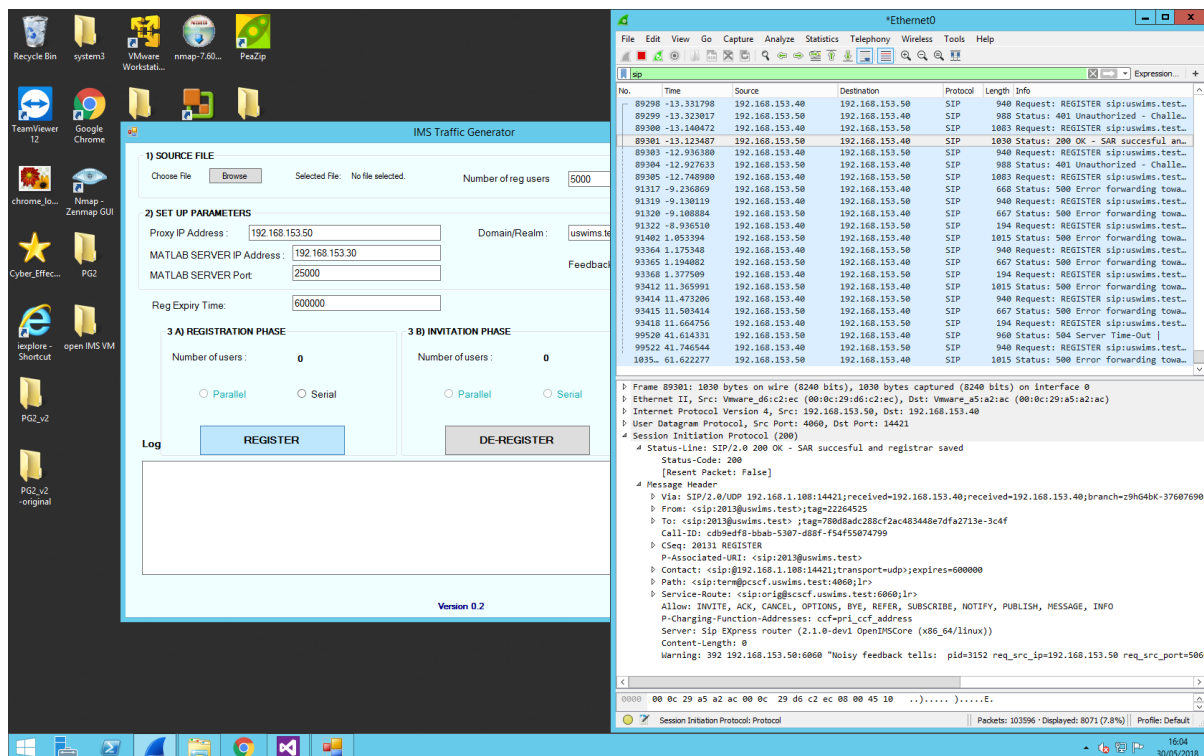 Recycle Bin
system3
VMware Workstati...
nmap-7.60...
PeaZip
TeamViewer 12
Google Chrome
chrome_lo...
Nmap - Zenmap GUI
Cyber_Effec...
PG2
iexplore - Shortcut
open IMS VM
PG2_v2
PG2_v2 -original
IMS Traffic Generator
1) SOURCE FILE
Choose File
Browse
Selected File: No file selected.
Number of reg users
5000
2) SET UP PARAMETERS
Proxy IP Address :
192.168.153.50
Domain/Realm :
uswims.te
MATLAB SERVER IP Address :
192.168.153.30
Feedback
MATLAB SERVER Port:
25000
Reg Expiry Time:
600000
3 A) REGISTRATION PHASE
Number of users :
0
Parallel
Serial
REGISTER
3 B) INVITATION PHASE
Number of users :
0
Parallel
Serial
DE-REGISTER
Log
Version 0.2
*Ethernet0
File Edit View Go Capture Analyze Statistics Telephony Wireless Tools Help
sip
Expression... +
No. Time Source Destination Protocol Length Info
89298 -13.331798 192.168.153.40 192.168.153.50 SIP 940 Request: REGISTER sip:uswims.test...
89299 -13.323017 192.168.153.50 192.168.153.40 SIP 988 Status: 401 Unauthorized - Challe...
89300 -13.140472 192.168.153.40 192.168.153.50 SIP 1083 Request: REGISTER sip:uswims.test...
89301 -13.123487 192.168.153.50 192.168.153.40 SIP 1030 Status: 200 OK - SAR succesful an...
89303 -12.936380 192.168.153.40 192.168.153.50 SIP 940 Request: REGISTER sip:uswims.test...
89304 -12.927633 192.168.153.50 192.168.153.40 SIP 988 Status: 401 Unauthorized - Challe...
89305 -12.748980 192.168.153.40 192.168.153.50 SIP 1083 Request: REGISTER sip:uswims.test...
91317 -9.236869 192.168.153.50 192.168.153.40 SIP 668 Status: 500 Error forwarding towa...
91319 -9.130119 192.168.153.40 192.168.153.50 SIP 940 Request: REGISTER sip:uswims.test...
91320 -9.108884 192.168.153.50 192.168.153.40 SIP 667 Status: 500 Error forwarding towa...
91322 -8.936510 192.168.153.40 192.168.153.50 SIP 194 Request: REGISTER sip:uswims.test...
91402 1.053394 192.168.153.50 192.168.153.40 SIP 1015 Status: 500 Error forwarding towa...
93364 1.175348 192.168.153.40 192.168.153.50 SIP 940 Request: REGISTER sip:uswims.test...
93365 1.194082 192.168.153.50 192.168.153.40 SIP 667 Status: 500 Error forwarding towa...
93368 1.377509 192.168.153.40 192.168.153.50 SIP 194 Request: REGISTER sip:uswims.test...
93412 11.365991 192.168.153.50 192.168.153.40 SIP 1015 Status: 500 Error forwarding towa...
93414 11.473206 192.168.153.40 192.168.153.50 SIP 940 Request: REGISTER sip:uswims.test...
93415 11.503414 192.168.153.50 192.168.153.40 SIP 667 Status: 500 Error forwarding towa...
93418 11.664756 192.168.153.40 192.168.153.50 SIP 194 Request: REGISTER sip:uswims.test...
99520 41.614331 192.168.153.50 192.168.153.40 SIP 960 Status: 504 Server Time-Out |
99522 41.746544 192.168.153.40 192.168.153.50 SIP 940 Request: REGISTER sip:uswims.test...
1035... 61.622277 192.168.153.50 192.168.153.40 SIP 1015 Status: 500 Error forwarding towa...
Frame 89301: 1030 bytes on wire (8240 bits), 1030 bytes captured (8240 bits) on interface 0
Ethernet II, Src: Vmware_d6:c2:ec (00:0c:29:d6:c2:ec), Dst: Vmware_a5:a2:ac (00:0c:29:a5:a2:ac)
Internet Protocol Version 4, Src: 192.168.153.50, Dst: 192.168.153.40
User Datagram Protocol, Src Port: 4060, Dst Port: 14421
Session Initiation Protocol (200)
Status-Line: SIP/2.0 200 OK - SAR succesful and registrar saved
Status-Code: 200
[Resent Packet: False]
Message Header
Via: SIP/2.0/UDP 192.168.1.108:14421;received=192.168.153.40;received=192.168.153.40;branch=z9hG4bK-37607690
From: <sip:2013@uswims.test>;tag=22264525
To: <sip:2013@uswims.test> ;tag=780d8adc288cf2ac483448e7dfa2713e-3c4f
Call-ID: cdb9edf8-bbab-5307-d88f-f54f55074799
CSeq: 20131 REGISTER
P-Associated-URI: <sip:2013@uswims.test>
Contact: <sip:@192.168.1.108:14421;transport=udp>;expires=600000
Path: <sip:term@pcscf.uswims.test:4060;lr>
Service-Route: <sip:orig@scscf.uswims.test:6060;lr>
Allow: INVITE, ACK, CANCEL, OPTIONS, BYE, REFER, SUBSCRIBE, NOTIFY, PUBLISH, MESSAGE, INFO
P-Charging-Function-Addresses: ccf=pri_ccf_address
Server: Sip EXpress router (2.1.0-dev1 OpenIMSCore (x86_64/linux))
Content-Length: 0
Warning: 392 192.168.153.50:6060 "Noisy feedback tells: pid=3152 req_src_ip=192.168.153.50 req_src_port=506
0000 00 0c 29 a5 a2 ac 00 0c 29 d6 c2 ec 08 00 45 10 ..)..... ).....E.
Session Initiation Protocol: Protocol
Packets: 103596 · Displayed: 8071 (7.8%)
Profile: Default
16:04
30/05/2018